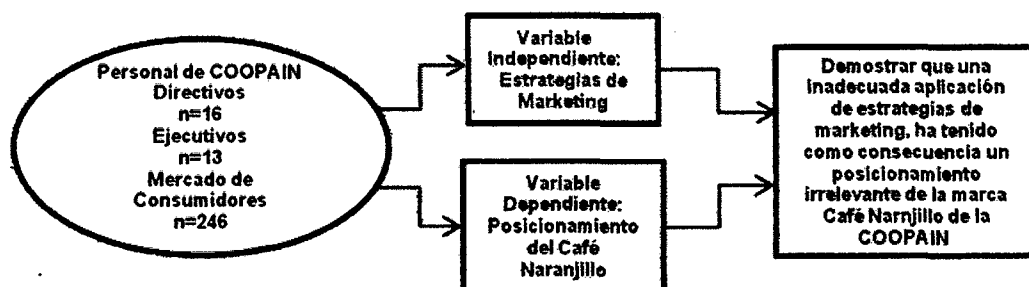 Personal de COOPAIN
Directivos
n=16
Ejecutivos
n=13
Mercado de
Consumidores
n=246
Variable
Independiente:
Estrategias de
Marketing
Variable
Dependiente:
Posicionamiento
del Café
Naranjillo
Demostrar que una
inadecuada aplicación
de estrategias de
marketing, ha tenido
como consecuencia un
posicionamiento
irrelevante de la marca
Café Narnjillo de la
COOPAIN